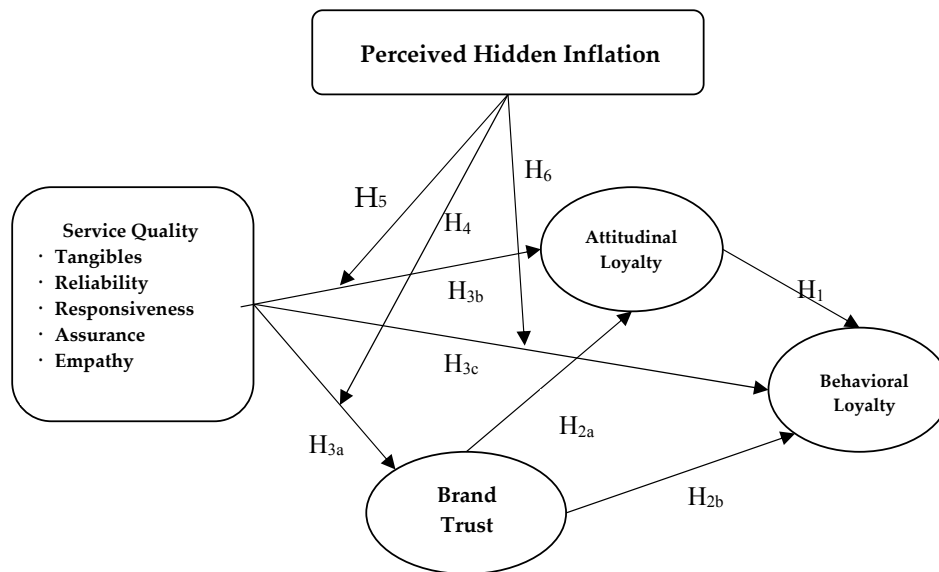 Perceived Hidden Inflation
H5
H4
H6
Service Quality
· Tangibles
· Reliability
· Responsiveness
· Assurance
· Empathy
Attitudinal
Loyalty
H3b
H1
H3c
Behavioral
Loyalty
H3a
H2a
Brand
Trust
H2b